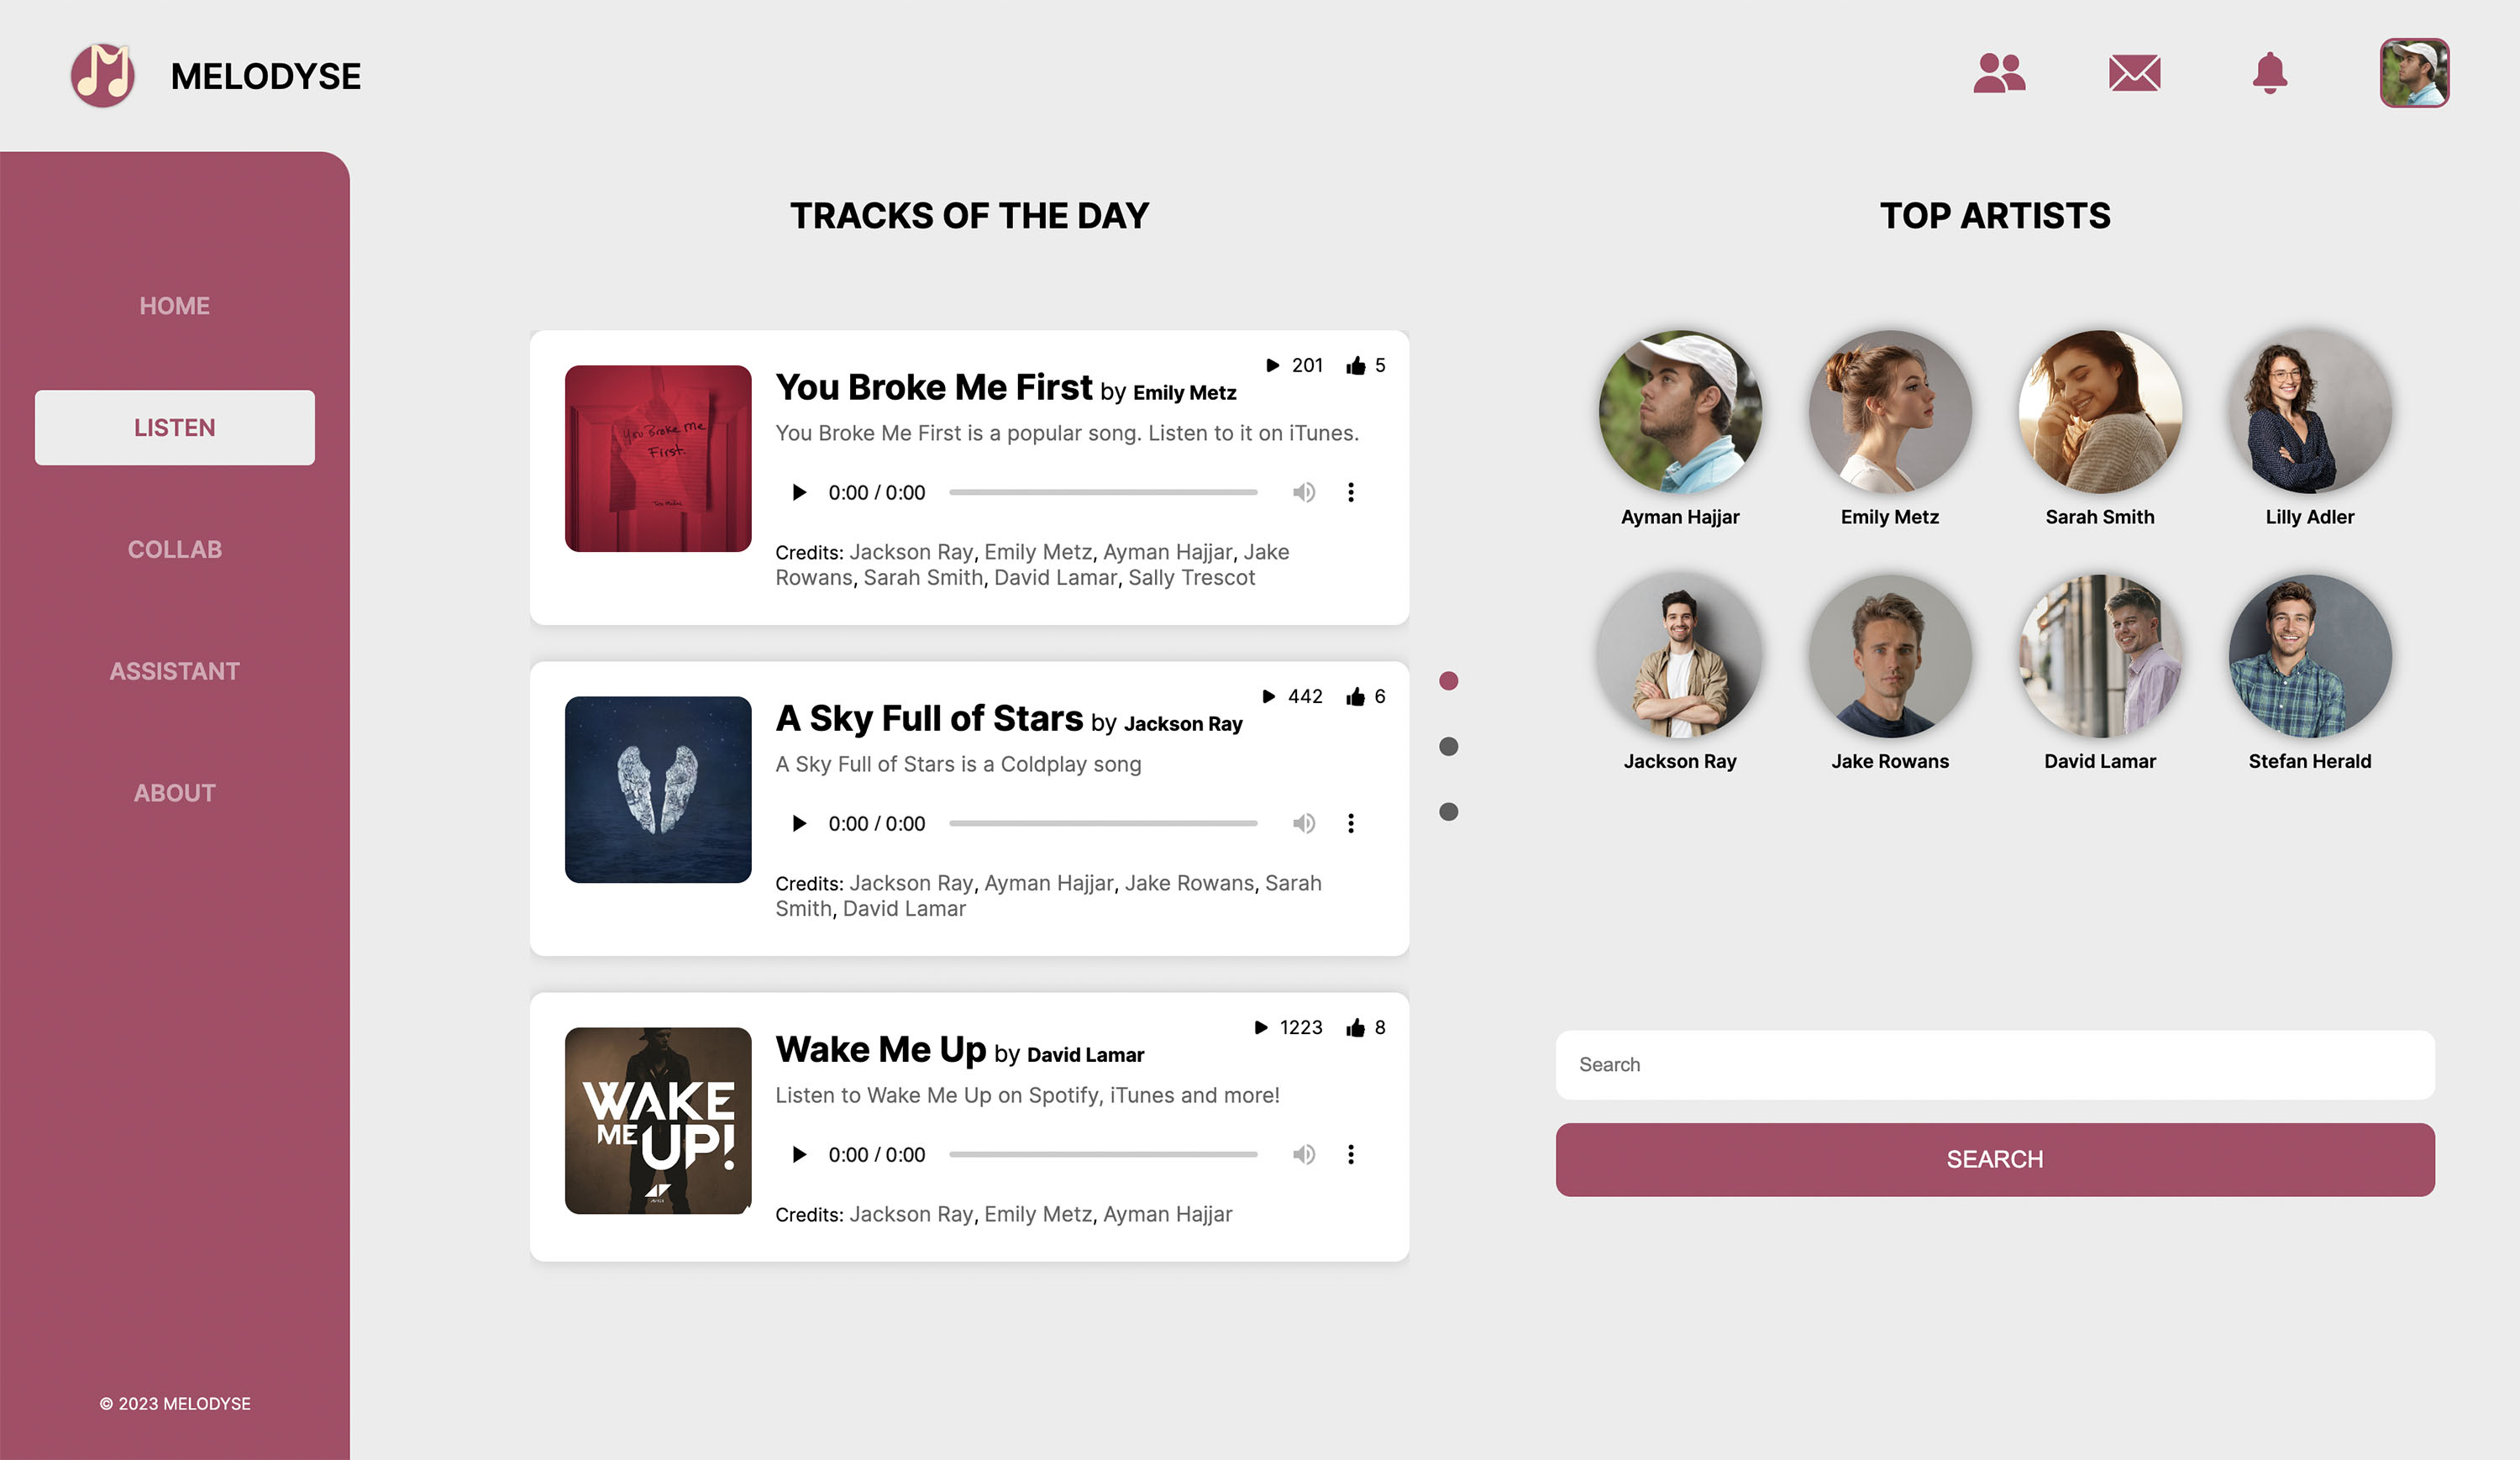 MELODYSE
HOME
LISTEN
COLLAB
ASSISTANT
ABOUT
© 2023 MELODYSE
TRACKS OF THE DAY
You Broke Me First.
You Broke Me First by Emily Metz
201
5
You Broke Me First is a popular song. Listen to it on iTunes.
0:00 / 0:00
Credits: Jackson Ray, Emily Metz, Ayman Hajjar, Jake
Rowans, Sarah Smith, David Lamar, Sally Trescot
A Sky Full of Stars by Jackson Ray
442
6
A Sky Full of Stars is a Coldplay song
0:00 / 0:00
Credits: Jackson Ray, Ayman Hajjar, Jake Rowans, Sarah
Smith, David Lamar
WAKE
ME UP!
Wake Me Up by David Lamar
1223
8
Listen to Wake Me Up on Spotify, iTunes and more!
0:00 / 0:00
Credits: Jackson Ray, Emily Metz, Ayman Hajjar
TOP ARTISTS
Ayman Hajjar
Emily Metz
Sarah Smith
Lilly Adler
Jackson Ray
Jake Rowans
David Lamar
Stefan Herald
Search
SEARCH